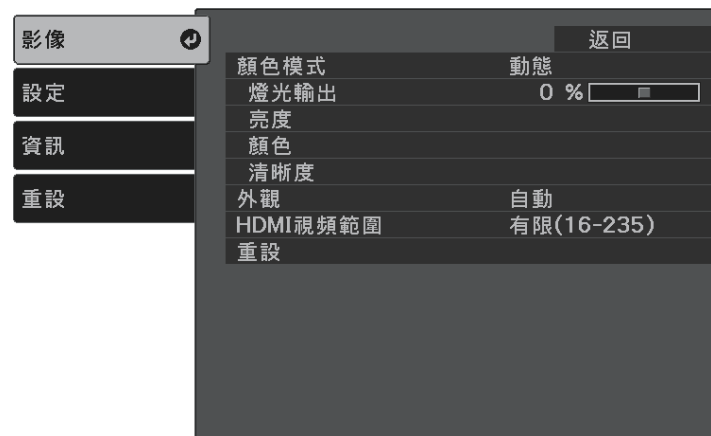 影像
設定
資訊
重設
返回
顏色模式 動態
燈光輸出 0 %
亮度
顏色
清晰度
外觀 自動
HDMI視頻範圍 有限(16-235)
重設